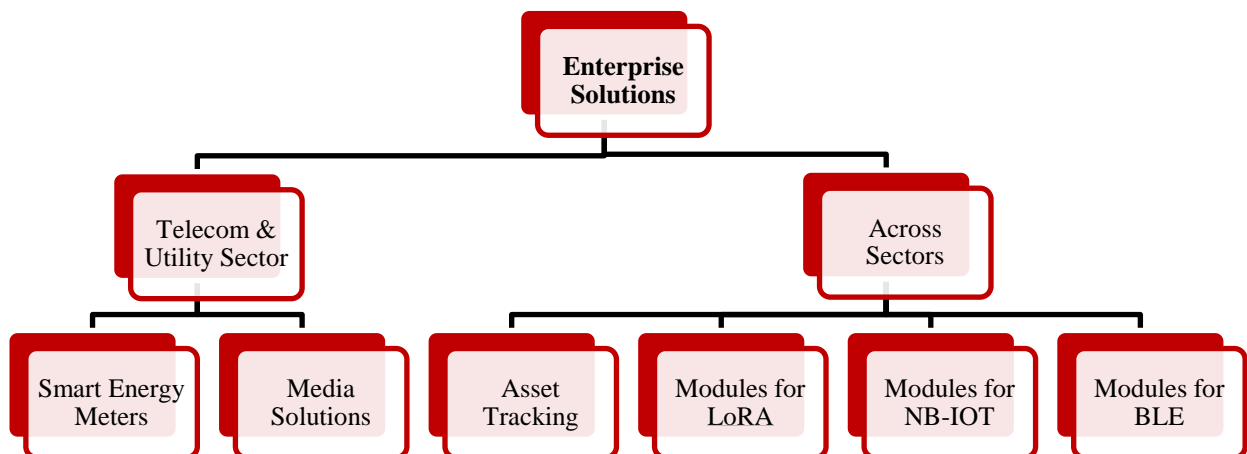 Enterprise
Solutions
Telecom &
Utility Sector
Across
Sectors
Smart Energy
Meters
Media
Solutions
Asset
Tracking
Modules for
LoRA
Modules for
NB-IOT
Modules for
BLE